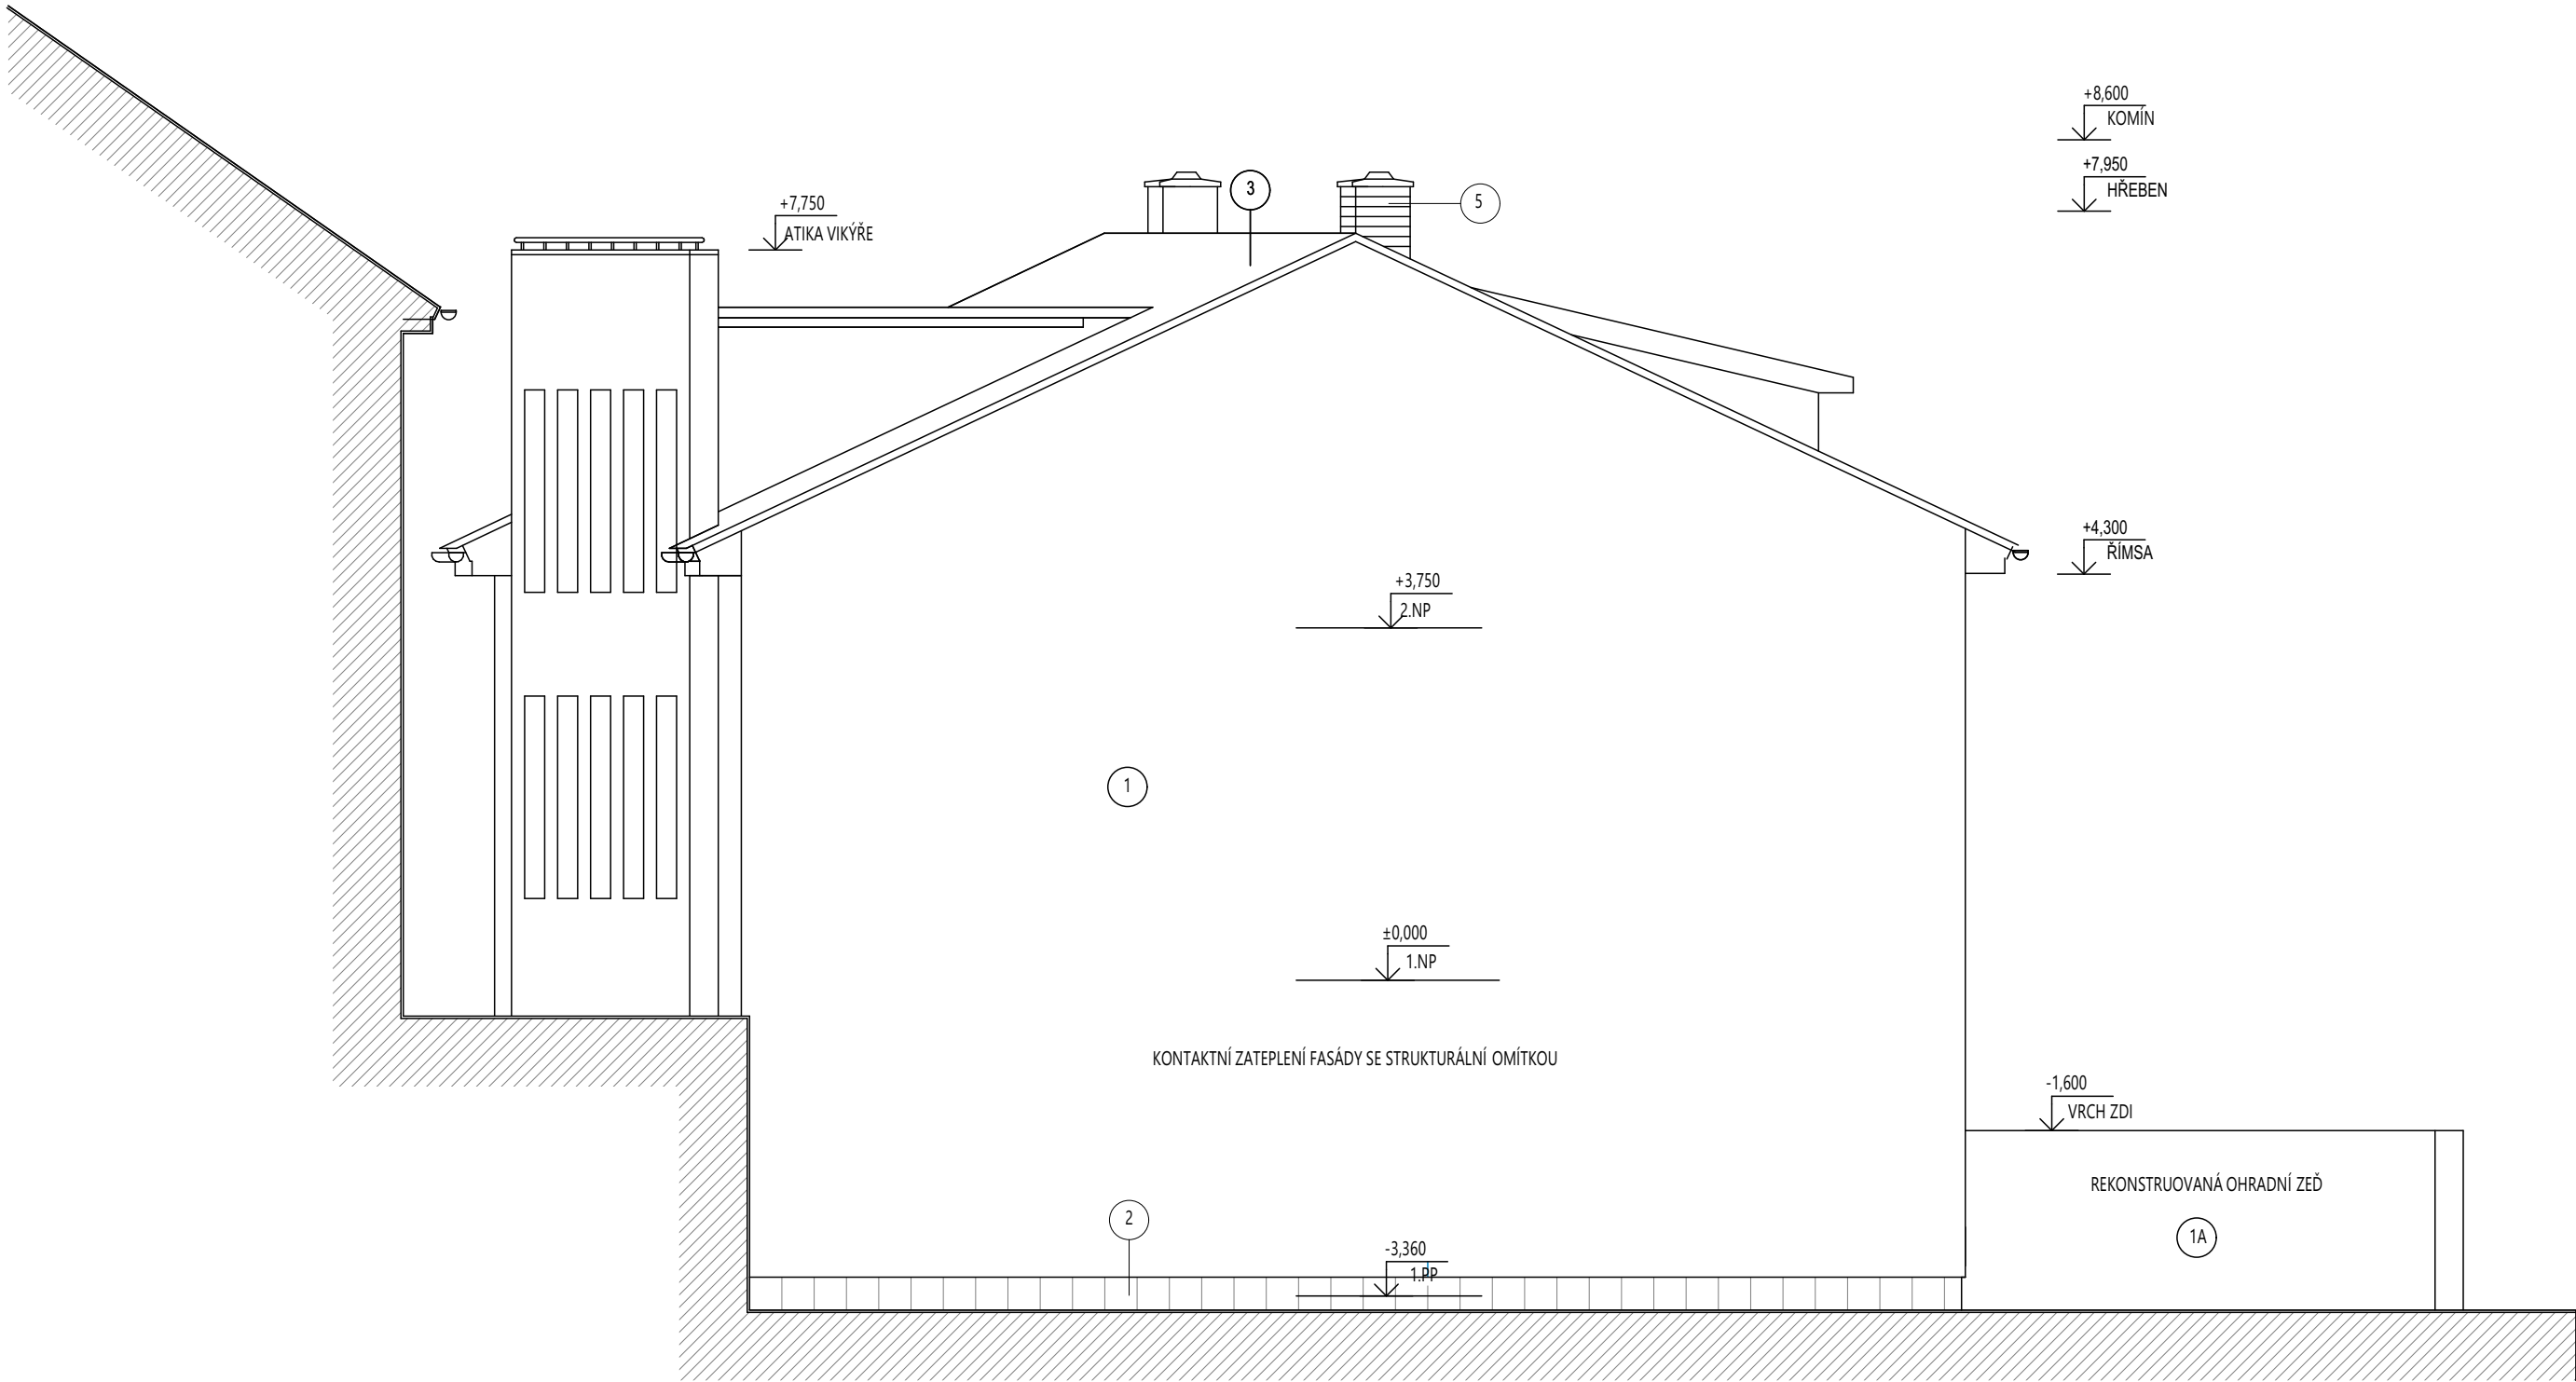 +8,600
KOMÍN
+7,950
HŘEBEN
3
5
+7,750
ATIKA VIKÝŘE
+4,300
ŘÍMSA
+3,750
2.NP
1
±0,000
1.NP
KONTAKTNÍ ZATEPLENÍ FASÁDY SE STRUKTURÁLNÍ OMÍTKOU
-1,600
VRCH ZDI
REKONSTRUOVANÁ OHRADNÍ ZEĎ
2
1A
-3,360
1.PP